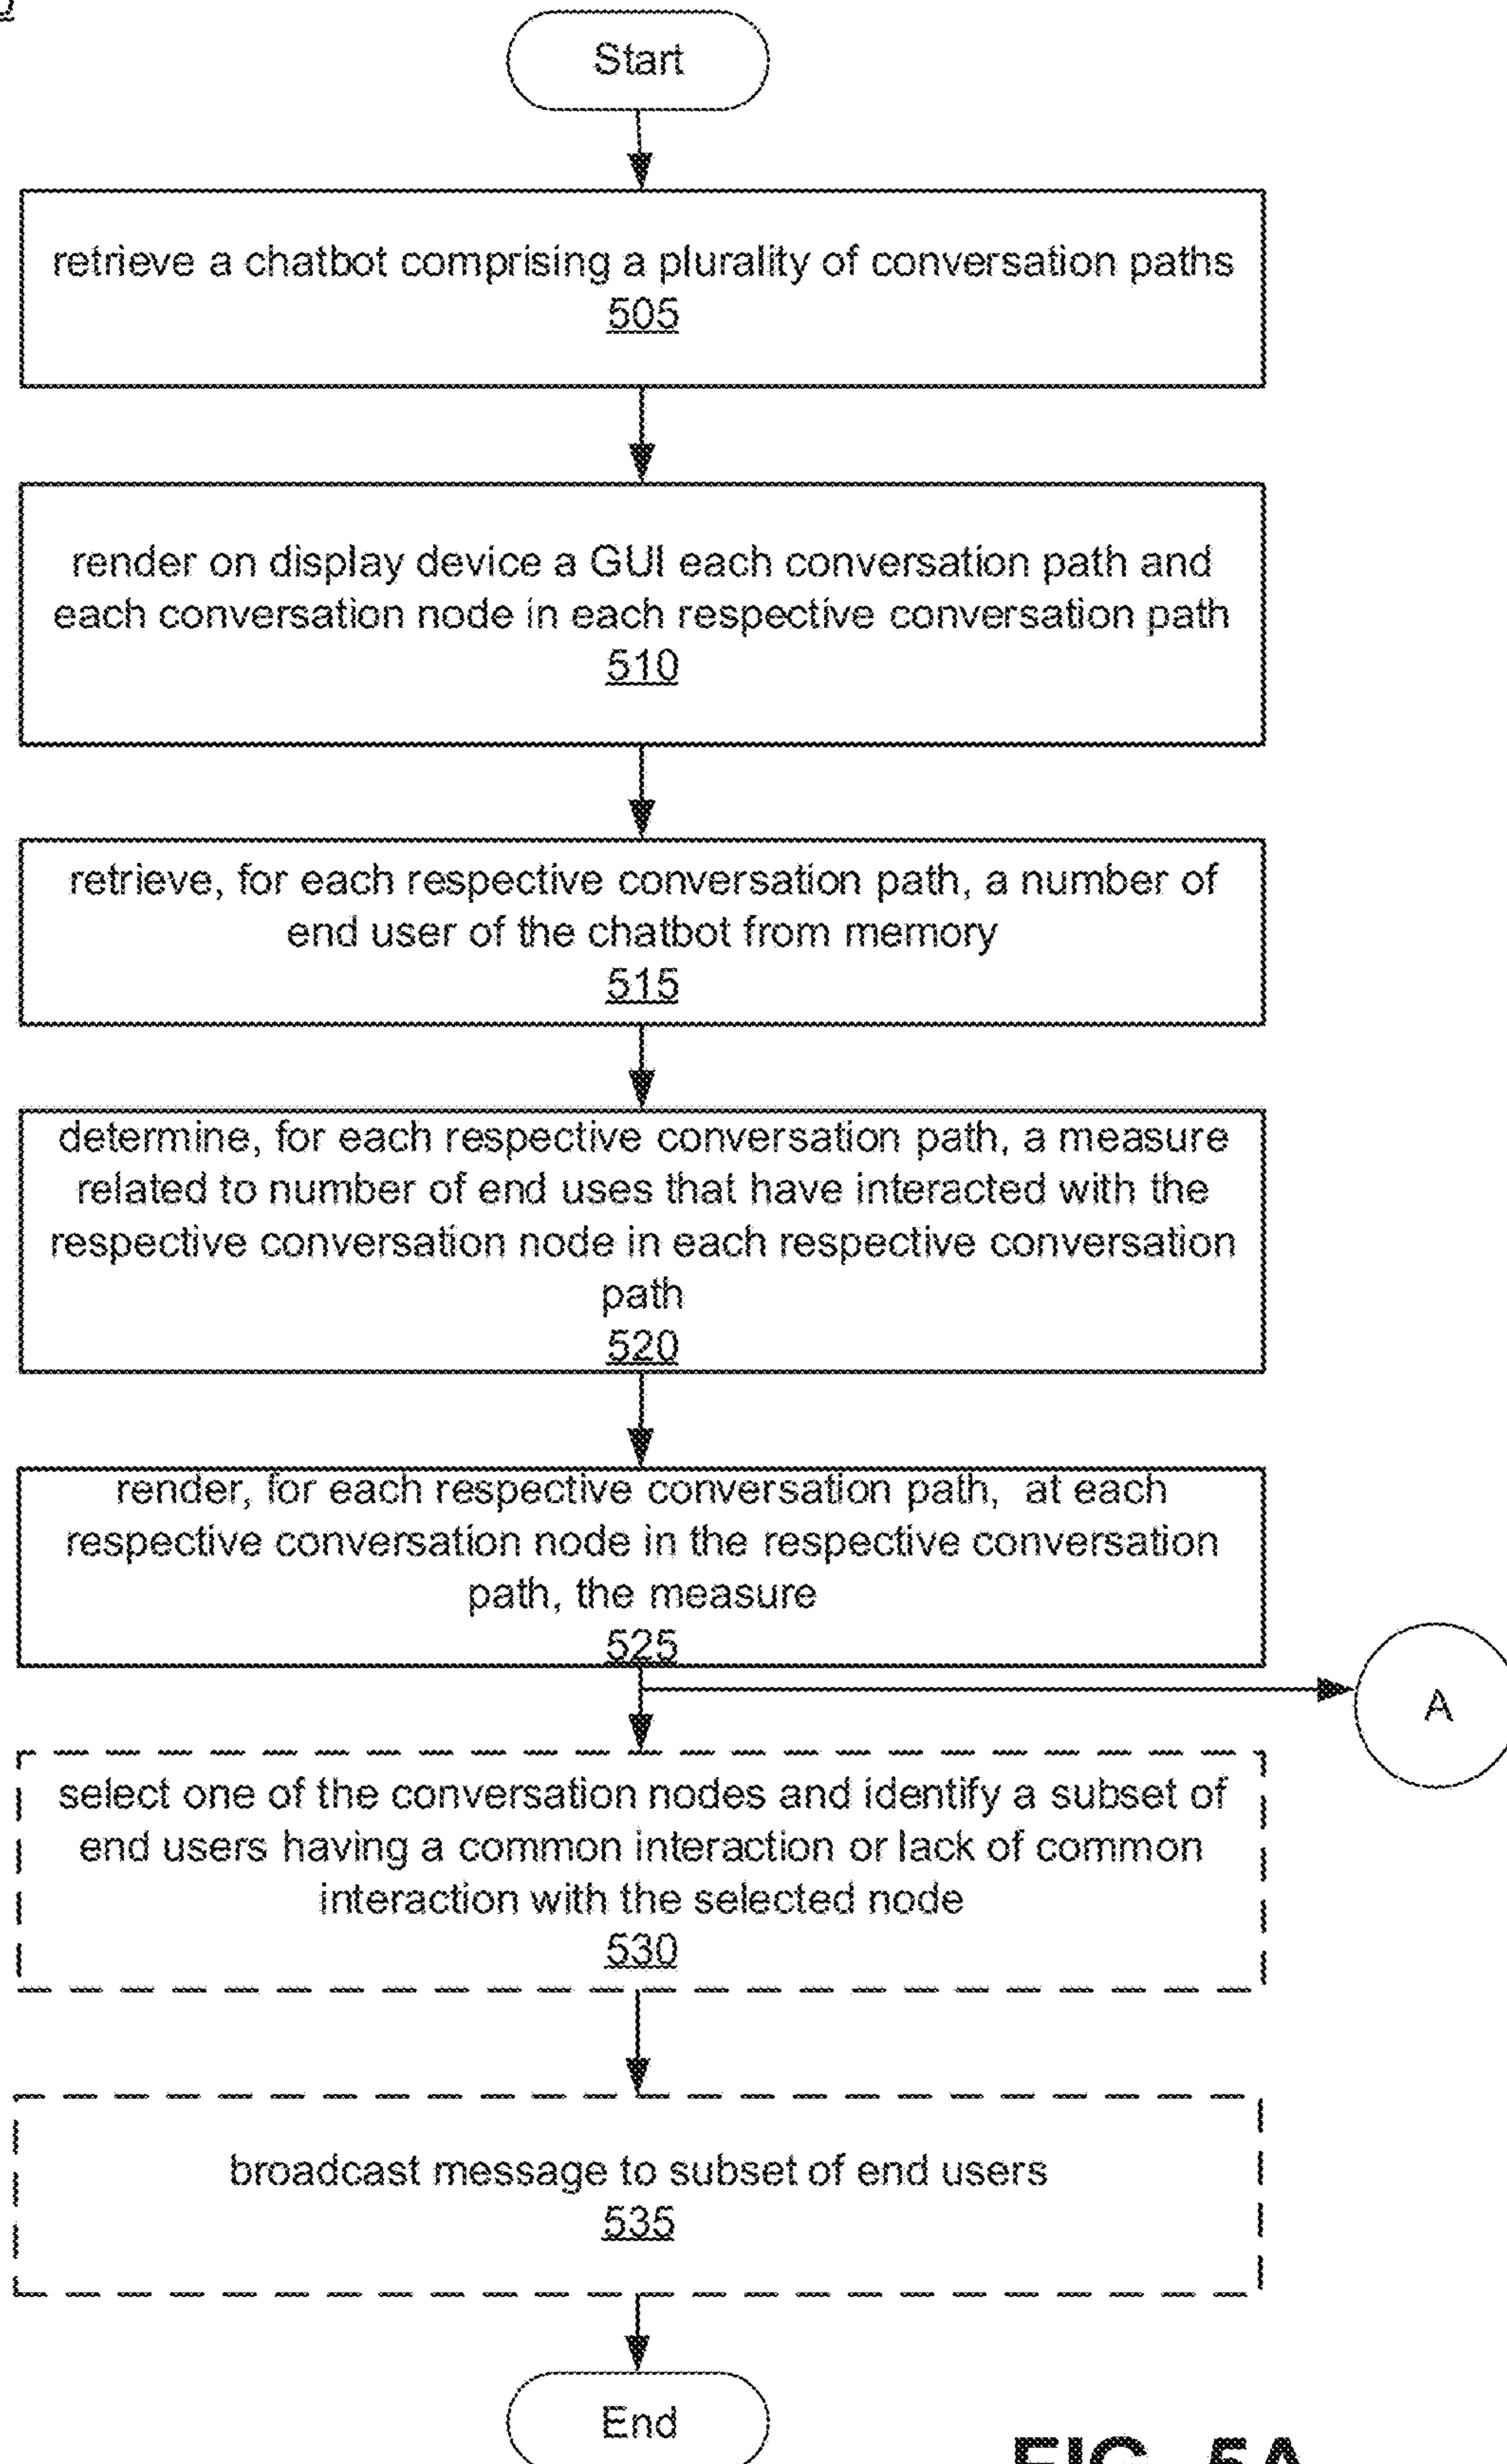 Start
retrieve a chatbot comprising a plurality of conversation paths
505
render on display device a GUI each conversation path and
each conversation node in each respective conversation path
510
retrieve, for each respective conversation path, a number of
end user of the chatbot from memory
515
determine, for each respective conversation path, a measure
related to number of end uses that have interacted with the
respective conversation node in each respective conversation
path
520
render, for each respective conversation path, at each
respective conversation node in the respective conversation
path, the measure
525
A
select one of the conversation nodes and identify a subset of
end users having a common interaction or lack of common
interaction with the selected node
530
broadcast message to subset of end users
535
End
FIG. 5A